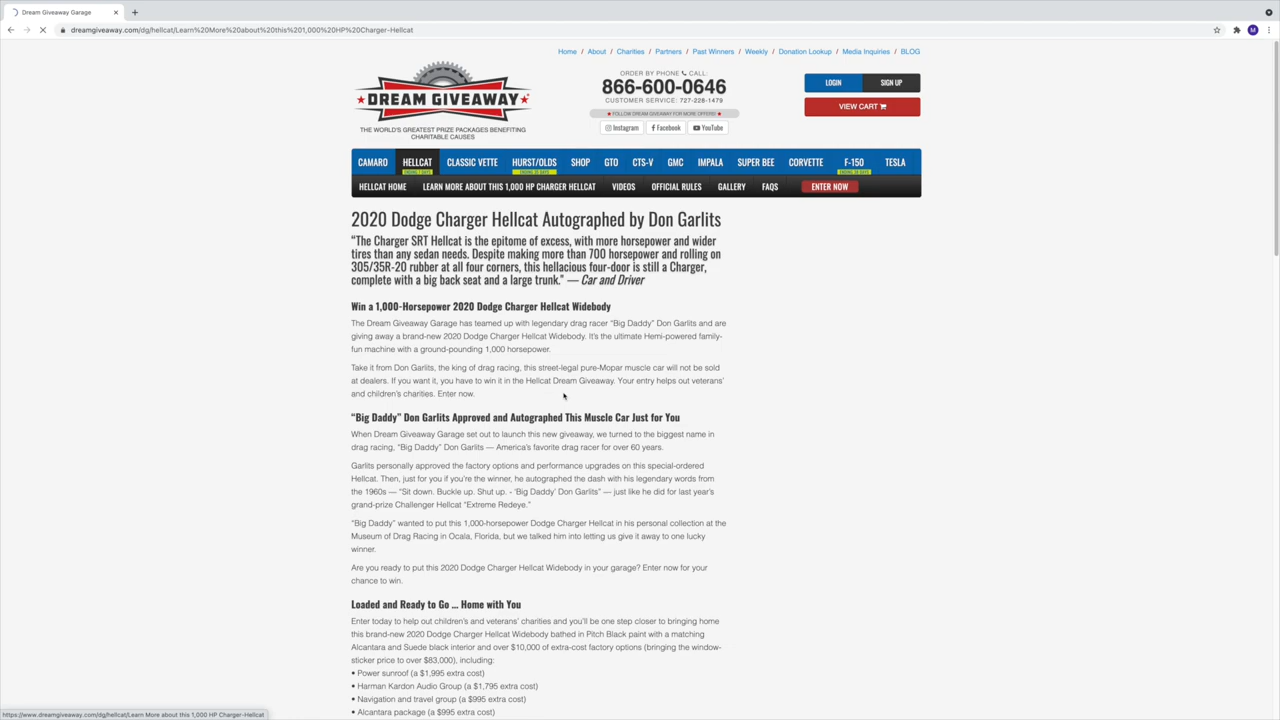 Dream Giveaway Garage
dreamgiveaway.com/dg/hellcat/Learn%20More%20about%20this%201,000%20HP%20Charger-Hellcat
M
Home / About / Charities / Partners / Past Winners / Weekly / Donation Lookup / Media Inquiries / BLOG
DREAM GIVEAWAY
THE WORLD'S GREATEST PRIZE PACKAGES BENEFITING
CHARITABLE CAUSES
ORDER BY PHONE CALL:
866-600-0646
CUSTOMER SERVICE: 727-228-1479
★ FOLLOW DREAM GIVEAWAY FOR MORE OFFERS! ★
Instagram Facebook YouTube
LOGIN SIGN UP
VIEW CART
CAMARO HELLCAT CLASSIC VETTE HURST/OLDS SHOP GTO CTS-V GMC IMPALA SUPER BEE CORVETTE F-150 TESLA
HELLCAT HOME LEARN MORE ABOUT THIS 1,000 HP CHARGER HELLCAT VIDEOS OFFICIAL RULES GALLERY FAQS ENTER NOW
2020 Dodge Charger Hellcat Autographed by Don Garlits
“The Charger SRT Hellcat is the epitome of excess, with more horsepower and wider
tires than any sedan needs. Despite making more than 700 horsepower and rolling on
305/35R-20 rubber at all four corners, this hellacious four-door is still a Charger,
complete with a big back seat and a large trunk.” — Car and Driver
Win a 1,000-Horsepower 2020 Dodge Charger Hellcat Widebody
The Dream Giveaway Garage has teamed up with legendary drag racer “Big Daddy” Don Garlits and are
giving away a brand-new 2020 Dodge Charger Hellcat Widebody. It’s the ultimate Hemi-powered family-
fun machine with a ground-pounding 1,000 horsepower.
Take it from Don Garlits, the king of drag racing, this street-legal pure-Mopar muscle car will not be sold
at dealers. If you want it, you have to win it in the Hellcat Dream Giveaway. Your entry helps out veterans’
and children’s charities. Enter now.
“Big Daddy” Don Garlits Approved and Autographed This Muscle Car Just for You
When Dream Giveaway Garage set out to launch this new giveaway, we turned to the biggest name in
drag racing, “Big Daddy” Don Garlits — America’s favorite drag racer for over 60 years.
Garlits personally approved the factory options and performance upgrades on this special-ordered
Hellcat. Then, just for you if you’re the winner, he autographed the dash with his legendary words from
the 1960s — “Sit down. Buckle up. Shut up. - ‘Big Daddy’ Don Garlits” — just like he did for last year’s
grand-prize Challenger Hellcat “Extreme Redeye.”
“Big Daddy” wanted to put this 1,000-horsepower Dodge Charger Hellcat in his personal collection at the
Museum of Drag Racing in Ocala, Florida, but we talked him into letting us give it away to one lucky
winner.
Are you ready to put this 2020 Dodge Charger Hellcat Widebody in your garage? Enter now for your
chance to win.
Loaded and Ready to Go ... Home with You
Enter today to help out children’s and veterans’ charities and you’ll be one step closer to bringing home
this brand-new 2020 Dodge Charger Hellcat Widebody bathed in Pitch Black paint with a matching
Alcantara and Suede black interior and over $10,000 of extra-cost factory options (bringing the window-
sticker price to over $83,000), including:
• Power sunroof (a $1,995 extra cost)
• Harman Kardon Audio Group (a $1,795 extra cost)
• Navigation and travel group (a $995 extra cost)
• Alcantara package (a $995 extra cost)
https://www.dreamgiveaway.com/dg/hellcat/Learn More about this 1,000 HP Charger-Hellcat